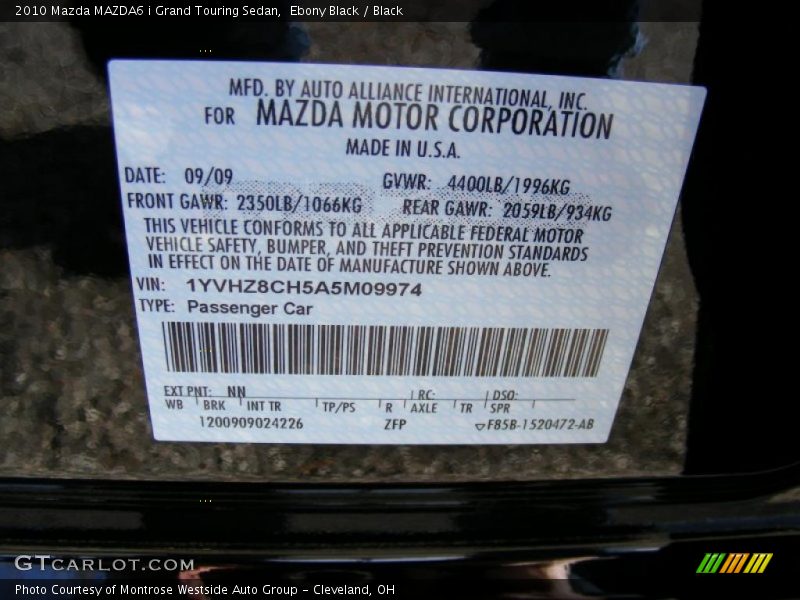 2010 Mazda MAZDA6 i Grand Touring Sedan, Ebony Black / Black
MFD. BY AUTO ALLIANCE INTERNATIONAL, INC.
FOR MAZDA MOTOR CORPORATION
MADE IN U.S.A.
DATE: 09/09 GVWR: 4400LB/1996KG
FRONT GAWR: 2350LB/1066KG REAR GAWR: 2059LB/934KG
THIS VEHICLE CONFORMS TO ALL APPLICABLE FEDERAL MOTOR
VEHICLE SAFETY, BUMPER, AND THEFT PREVENTION STANDARDS
IN EFFECT ON THE DATE OF MANUFACTURE SHOWN ABOVE.
VIN: 1YVHZ8CH5A5M09974
TYPE: Passenger Car
EXT PNT: NN RC: DSO:
WB BRK INT TR TP/PS R AXLE TR SPR
1200909024226 ZFP F85B-1520472-AB
GTCARLOT.COM
Photo Courtesy of Montrose Westside Auto Group - Cleveland, OH